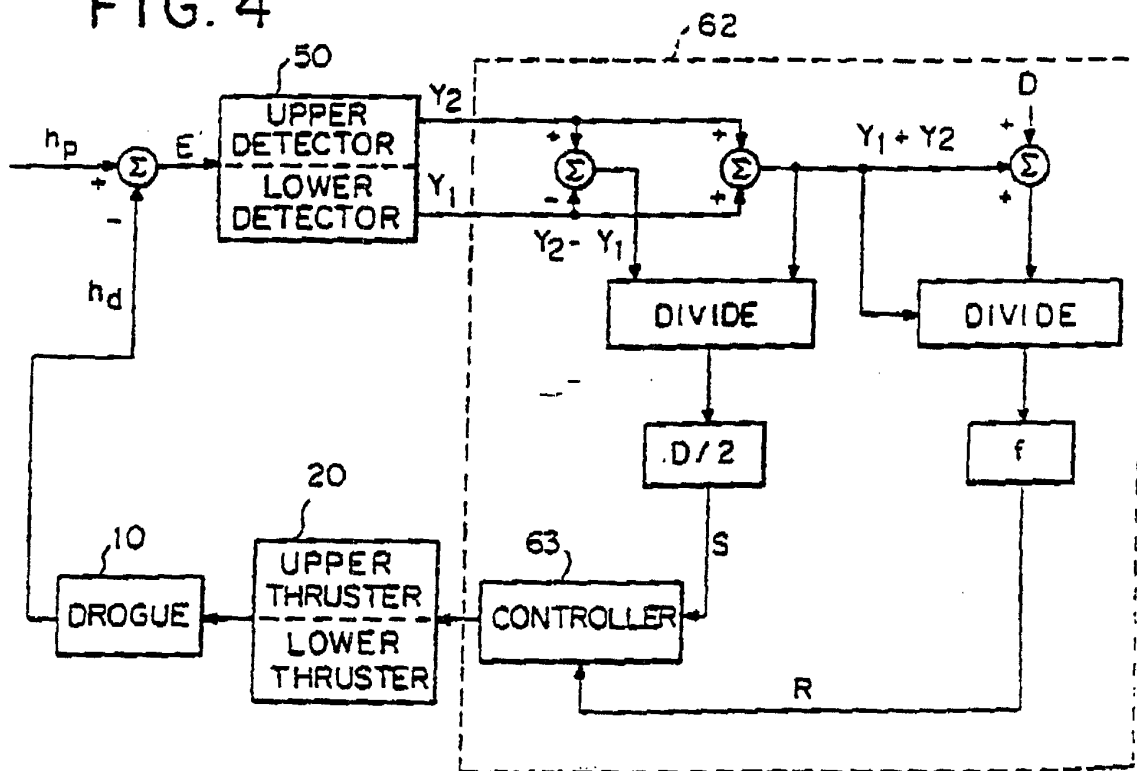 FIG. 4
62
50
UPPER
DETECTOR
LOWER
DETECTOR
hp
+
Σ
-
E
hd
Y2
Y1
+
Σ
-
Y2 - Y1
+
Σ
+
Y1 + Y2
D
+
Σ
+
DIVIDE
DIVIDE
.D/2
f
S
R
63
CONTROLLER
20
UPPER
THRUSTER
LOWER
THRUSTER
10
DROGUE